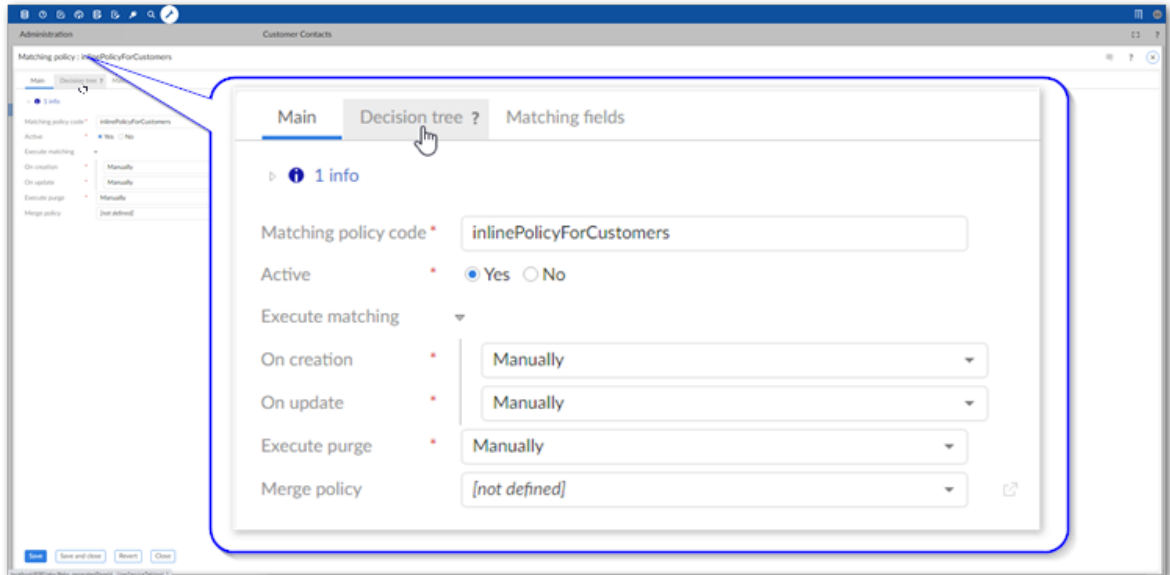 Administration
Customer Contacts
?
Matching policy : inlinePolicyForCustomers
?
Main Decision tree ?
1 info
Matching policy code * inlinePolicyForCustomers
Active * Yes No
Execute matching
On creation * Manually
On update * Manually
Execute purge * Manually
Merge policy [not defined]
Main Decision tree ? Matching fields
1 info
Matching policy code * inlinePolicyForCustomers
Active * Yes No
Execute matching
On creation * Manually
On update * Manually
Execute purge * Manually
Merge policy [not defined]
Save Save and close Revert Close